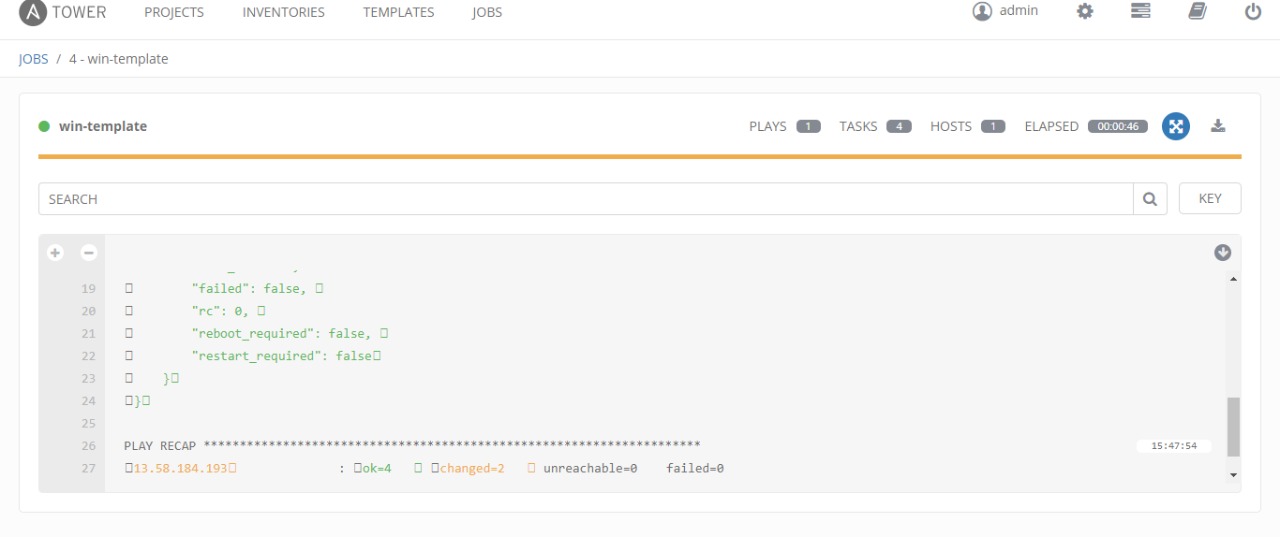 A TOWER PROJECTS INVENTORIES TEMPLATES JOBS admin
JOBS / 4 - win-template
win-template PLAYS 1 TASKS 4 HOSTS 1 ELAPSED 00:00:46
SEARCH KEY
19 "failed": false,
20 "rc": 0,
21 "reboot_required": false,
22 "restart_required": false
23 }
24 }
25
26 PLAY RECAP ********************************************************************* 15:47:54
27 13.58.184.193 : ok=4 changed=2 unreachable=0 failed=0